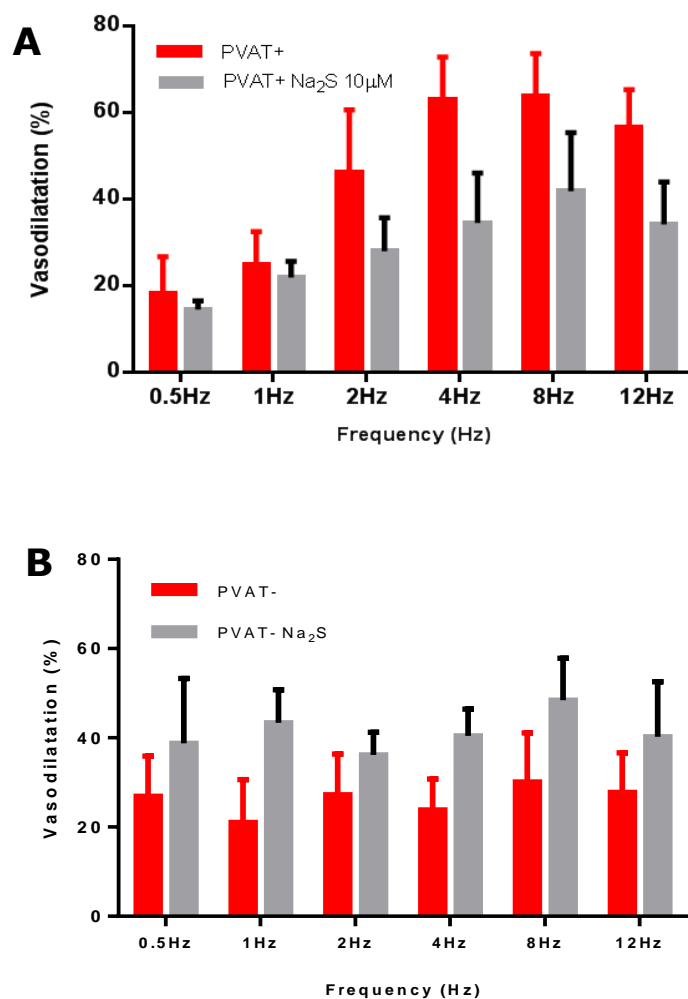 A
80
PVAT+
PVAT+ Na₂S 10µM
60
40
20
0
Vasodilatation (%)
0.5Hz 1Hz 2Hz 4Hz 8Hz 12Hz
Frequency (Hz)
B
80
PVAT-
PVAT- Na₂S
60
40
20
0
Vasodilatation (%)
0.5Hz 1Hz 2Hz 4Hz 8Hz 12Hz
Frequency (Hz)